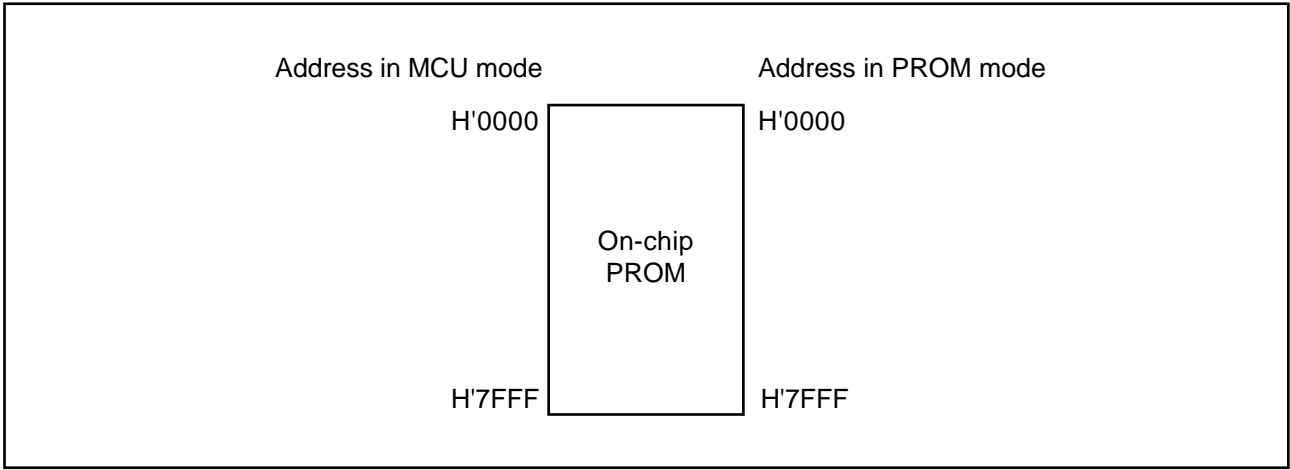 Address in MCU mode
Address in PROM mode
H'0000
H'0000
On-chip
PROM
H'7FFF
H'7FFF